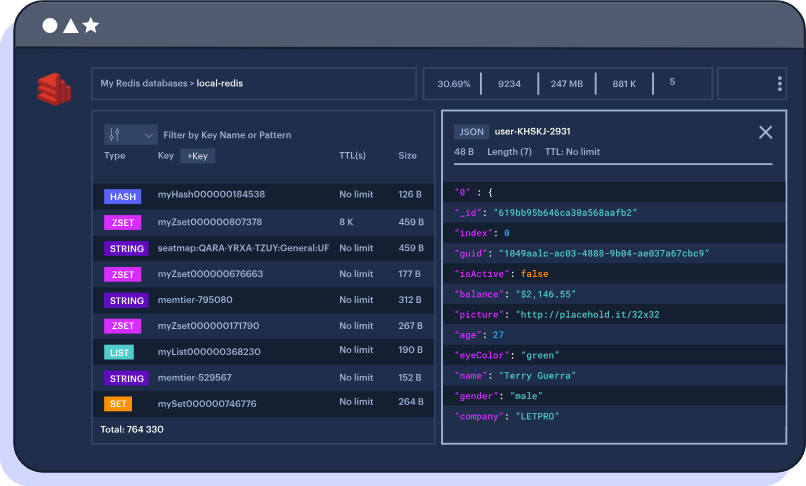 My Redis databases > local-redis
30.69% 9234 247 MB 881 K 5
Filter by Key Name or Pattern
Type Key +Key TTL(s) Size
HASH myHash000000184538 No limit 126 B
ZSET myZset000000807378 8 K 459 B
STRING seatmap:QARA-YRXA-TZUY:General:UF No limit 459 B
ZSET myZset000000676663 No limit 177 B
STRING memtier-795080 No limit 312 B
ZSET myZset000000171790 No limit 267 B
LIST myList000000368230 No limit 190 B
STRING memtier-529567 No limit 152 B
SET mySet000000746776 No limit 264 B
Total: 764 330
JSON user-KHSKJ-2931
48 B Length (7) TTL: No limit
"0" : {
"_id": "619bb95b646ca30a568aafb2"
"index": 0
"guid": "1049aalc-ac03-4888-9b04-ae037a67cbc9"
"isActive": false
"balance": "$2,146.55"
"picture": "http://placehold.it/32x32
"age": 27
"eyeColor": "green"
"name": "Terry Guerra"
"gender": "male"
"company": "LETPRO"